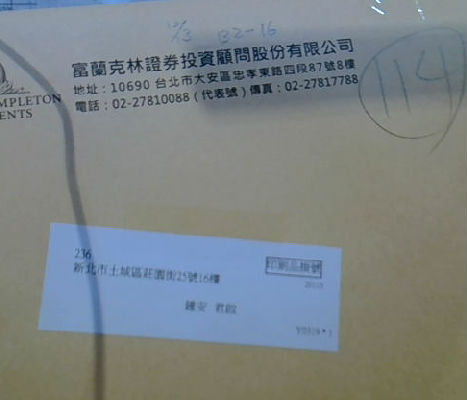 12/3 B2-16
富蘭克林證券投資顧問股份有限公司
地址：10690 台北市大安區忠孝東路四段87號8樓
電話：02-27810088（代表號）傳真：02-27817788
MPLETON
ENTS
114
236
新北市土城區莊園街25號16樓
印刷品掛號
鍾安 君啟